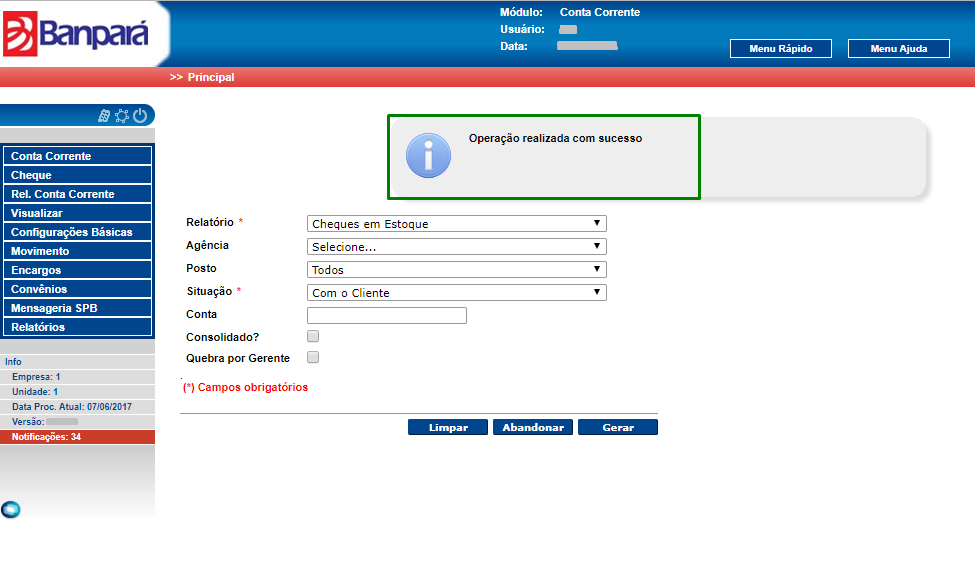 Banpará
Módulo: Conta Corrente
Usuário:
Data:
Menu Rápido
Menu Ajuda
>> Principal
Operação realizada com sucesso
Conta Corrente
Cheque
Rel. Conta Corrente
Visualizar
Configurações Básicas
Movimento
Encargos
Convênios
Mensageria SPB
Relatórios
Info
Empresa: 1
Unidade: 1
Data Proc. Atual: 07/06/2017
Versão:
Notificações: 34
Relatório * Cheques em Estoque
Agência Selecione...
Posto Todos
Situação * Com o Cliente
Conta
Consolidado?
Quebra por Gerente
(*) Campos obrigatórios
Limpar Abandonar Gerar